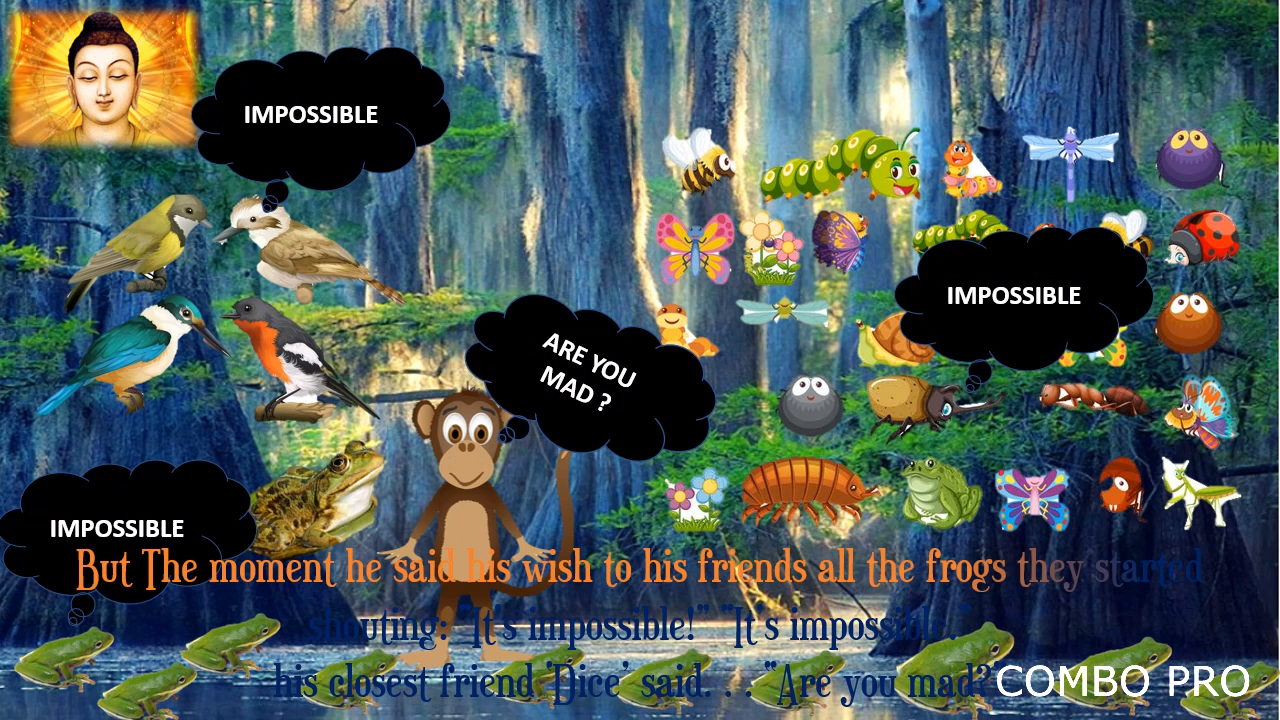 IMPOSSIBLE
IMPOSSIBLE
ARE YOU
MAD ?
IMPOSSIBLE
But The moment he said his wish to his friends all the frogs they started
shouting: "It's impossible!" "It's impossible."
his closest friend 'Dice' said. . . "Are you mad?
COMBO PRO